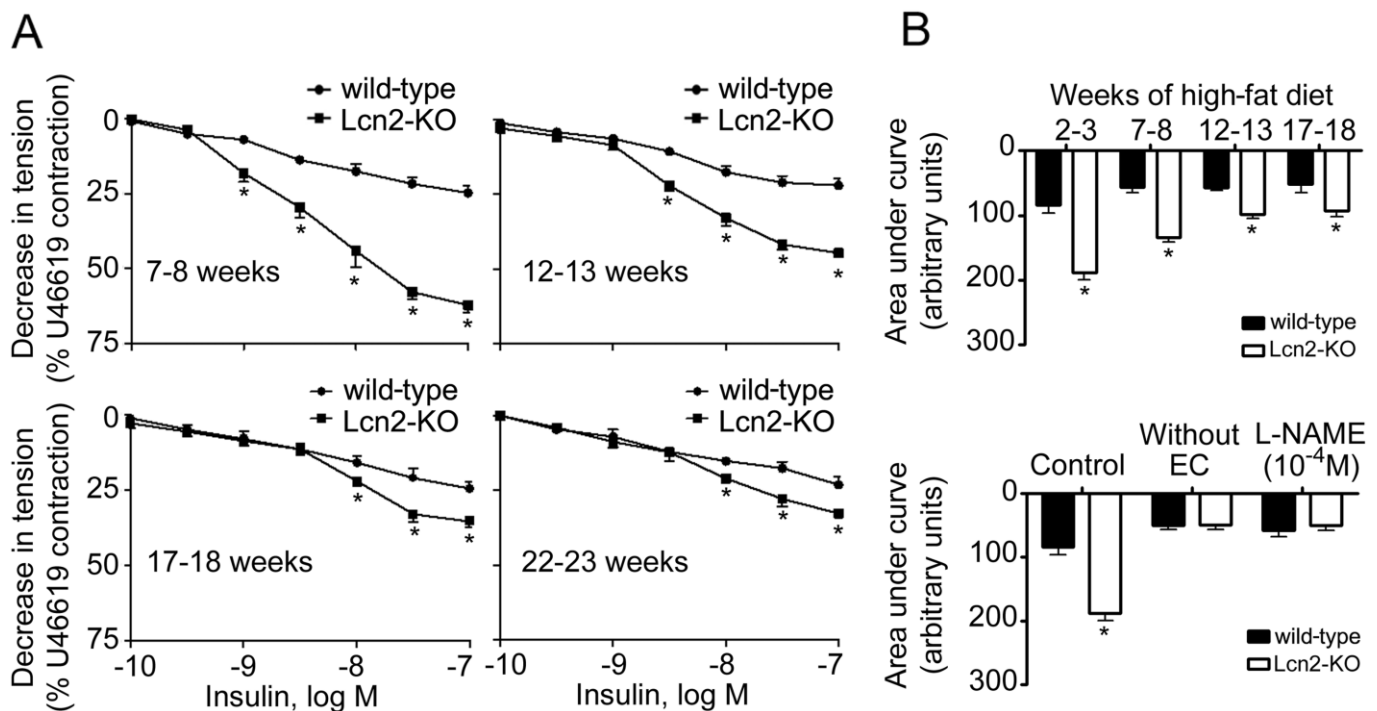 A
Decrease in tension
(% U46619 contraction)
wild-type
Lcn2-KO
0
25
50
75
7-8 weeks
*
*
*
*
*
wild-type
Lcn2-KO
12-13 weeks
*
*
*
*
Decrease in tension
(% U46619 contraction)
wild-type
Lcn2-KO
0
25
50
75
17-18 weeks
*
*
*
-10 -9 -8 -7
Insulin, log M
wild-type
Lcn2-KO
22-23 weeks
*
*
*
-10 -9 -8 -7
Insulin, log M
B
Weeks of high-fat diet
2-3 7-8 12-13 17-18
Area under curve
(arbitrary units)
0
100
200
300
*
*
*
*
wild-type
Lcn2-KO
Without L-NAME
Control EC (10⁻⁴M)
Area under curve
(arbitrary units)
0
100
200
300
*
wild-type
Lcn2-KO